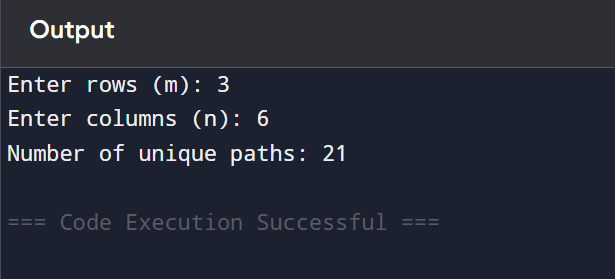 Output
Enter rows (m): 3
Enter columns (n): 6
Number of unique paths: 21
=== Code Execution Successful ===